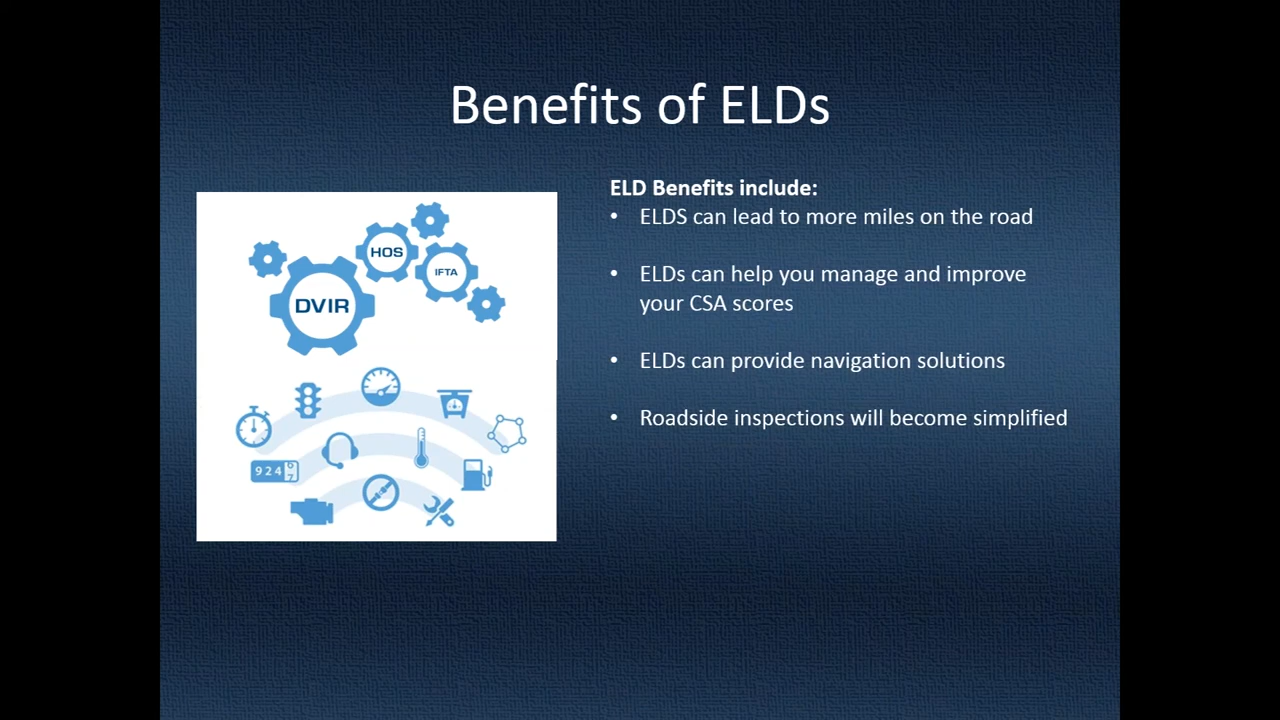 Benefits of ELDs
ELD Benefits include:
• ELDS can lead to more miles on the road
• ELDs can help you manage and improve
your CSA scores
• ELDs can provide navigation solutions
• Roadside inspections will become simplified
HOS
IFTA
DVIR
924